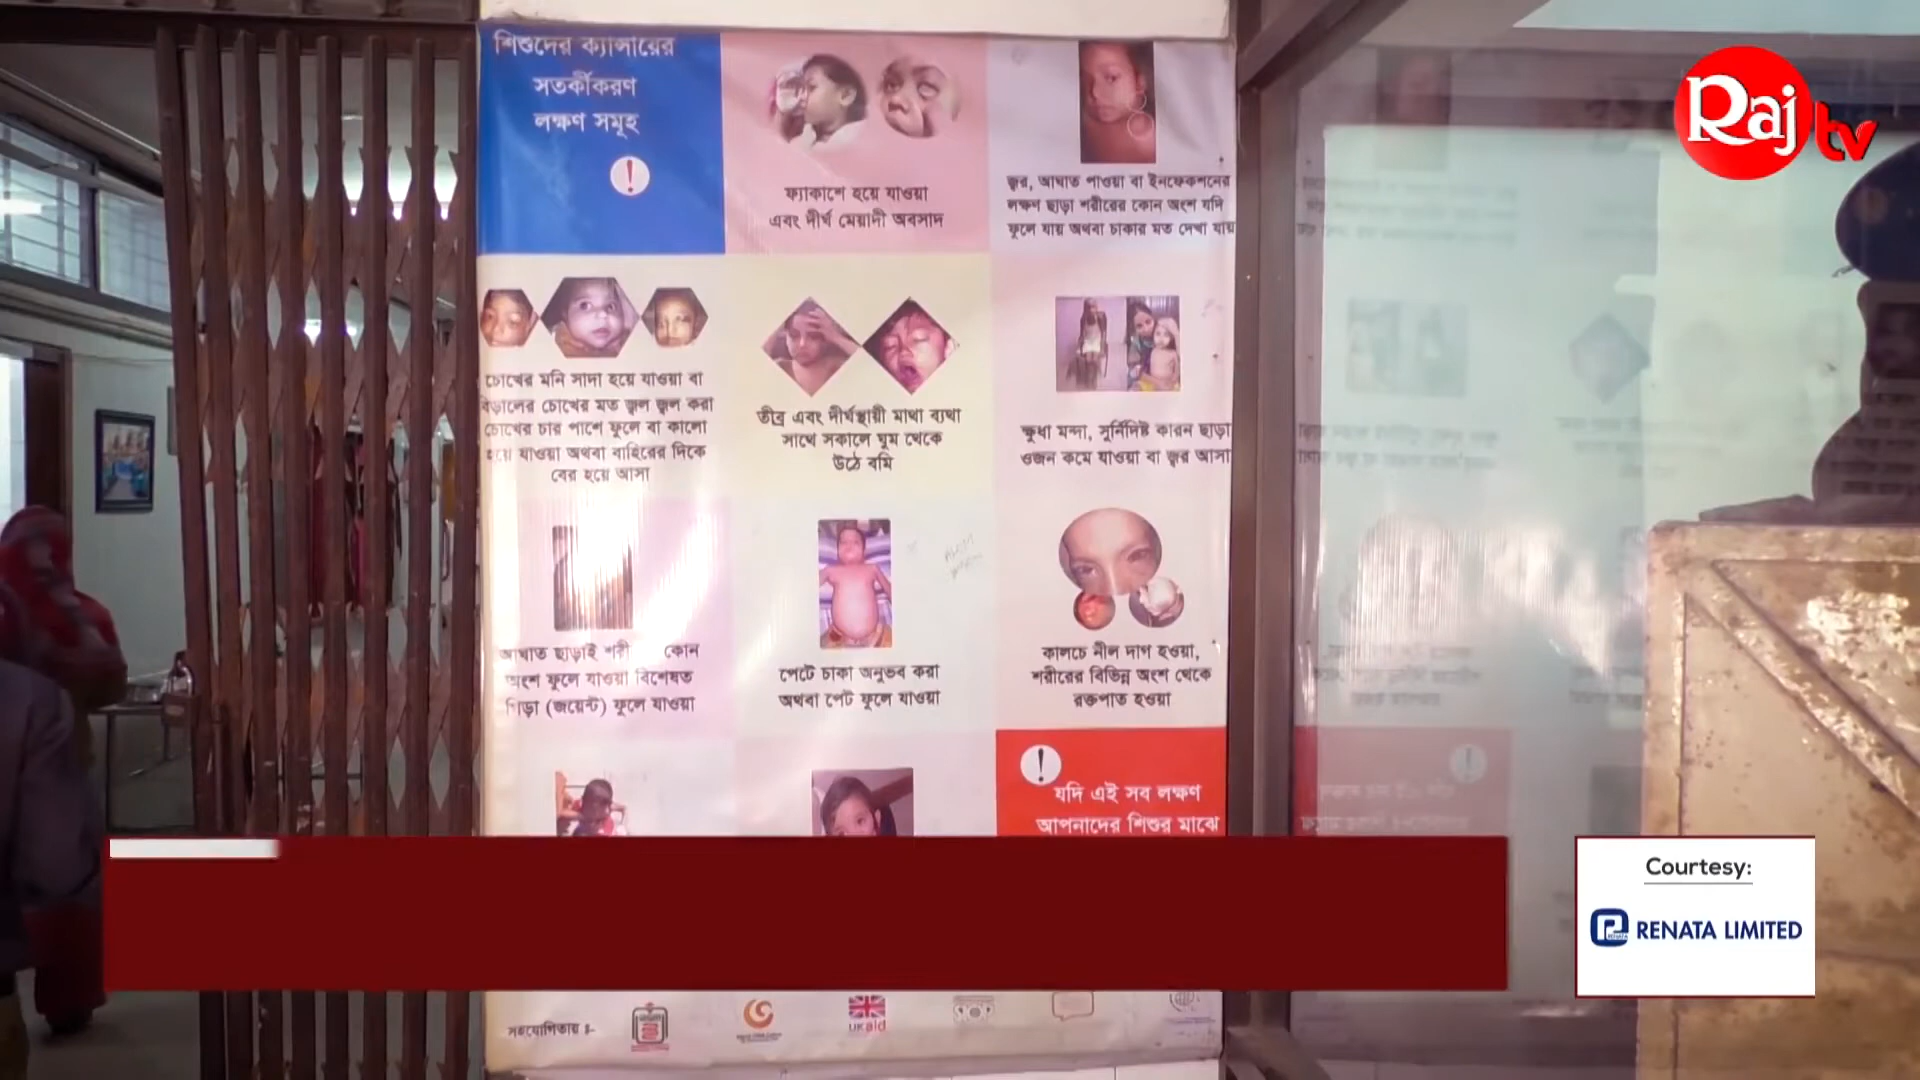 শিশুদের ক্যান্সারের
সতর্কীকরণ
লক্ষণ সমূহ
!
ফ্যাকাশে হয়ে যাওয়া
এবং দীর্ঘ মেয়াদী অবসাদ
জ্বর, আঘাত পাওয়া বা ইনফেকশনের
লক্ষণ ছাড়া শরীরের কোন অংশ যদি
ফুলে যায় অথবা চাকার মত দেখা যায়
চোখের মনি সাদা হয়ে যাওয়া বা
বিড়ালের চোখের মত জ্বল জ্বল করা
চোখের চার পাশে ফুলে বা কালো
হয়ে যাওয়া অথবা বাহিরের দিকে
বের হয়ে আসা
তীব্র এবং দীর্ঘস্থায়ী মাথা ব্যথা
সাথে সকালে ঘুম থেকে
উঠে বমি
ক্ষুধা মন্দা, সুর্নিদিষ্ট কারন ছাড়া
ওজন কমে যাওয়া বা জ্বর আসা
আঘাত ছাড়াই শরী কোন
অংশ ফুলে যাওয়া বিশেষত
গিড়া (জয়েন্ট) ফুলে যাওয়া
পেটে চাকা অনুভব করা
অথবা পেট ফুলে যাওয়া
কালচে নীল দাগ হওয়া,
শরীরের বিভিন্ন অংশ থেকে
রক্তপাত হওয়া
!
যদি এই সব লক্ষণ
আপনাদের শিশুর মাঝে
সহযোগিতায় ঃ-
UKaid
Raj tv
Courtesy:
RENATA LIMITED